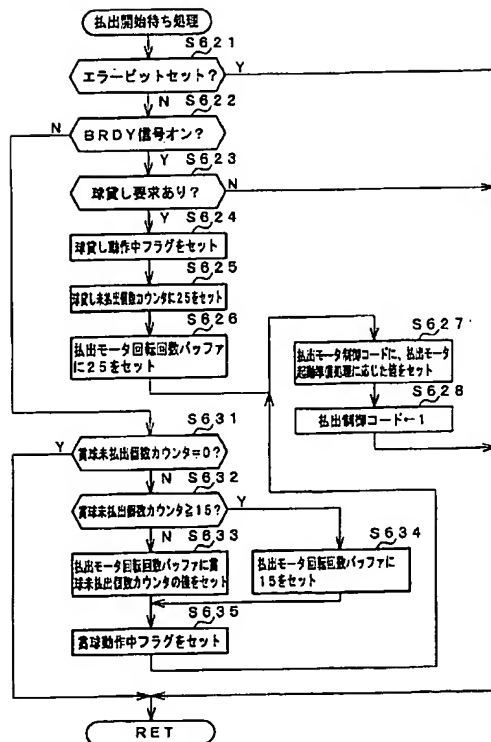 払出開始待ち処理
S621
エラービットセット?
Y
N
S622
BRDY信号オン?
N
Y
S623
球貸し要求あり?
N
Y
S624
球貸し動作中フラグをセット
S625
球貸し未払出個数カウンタに25をセット
S626
払出モータ回転回数バッファ
に25をセット
S627
払出モータ制御コードに、払出モータ
起動準備処理に応じた値をセット
S628
払出制御コード←1
S631
賞球未払出個数カウンタ=0?
Y
N
S632
賞球未払出個数カウンタ≧15?
Y
N
S633
払出モータ回転回数バッファに賞
球未払出個数カウンタの値をセット
S634
払出モータ回転回数バッファに
15をセット
S635
賞球動作中フラグをセット
RET